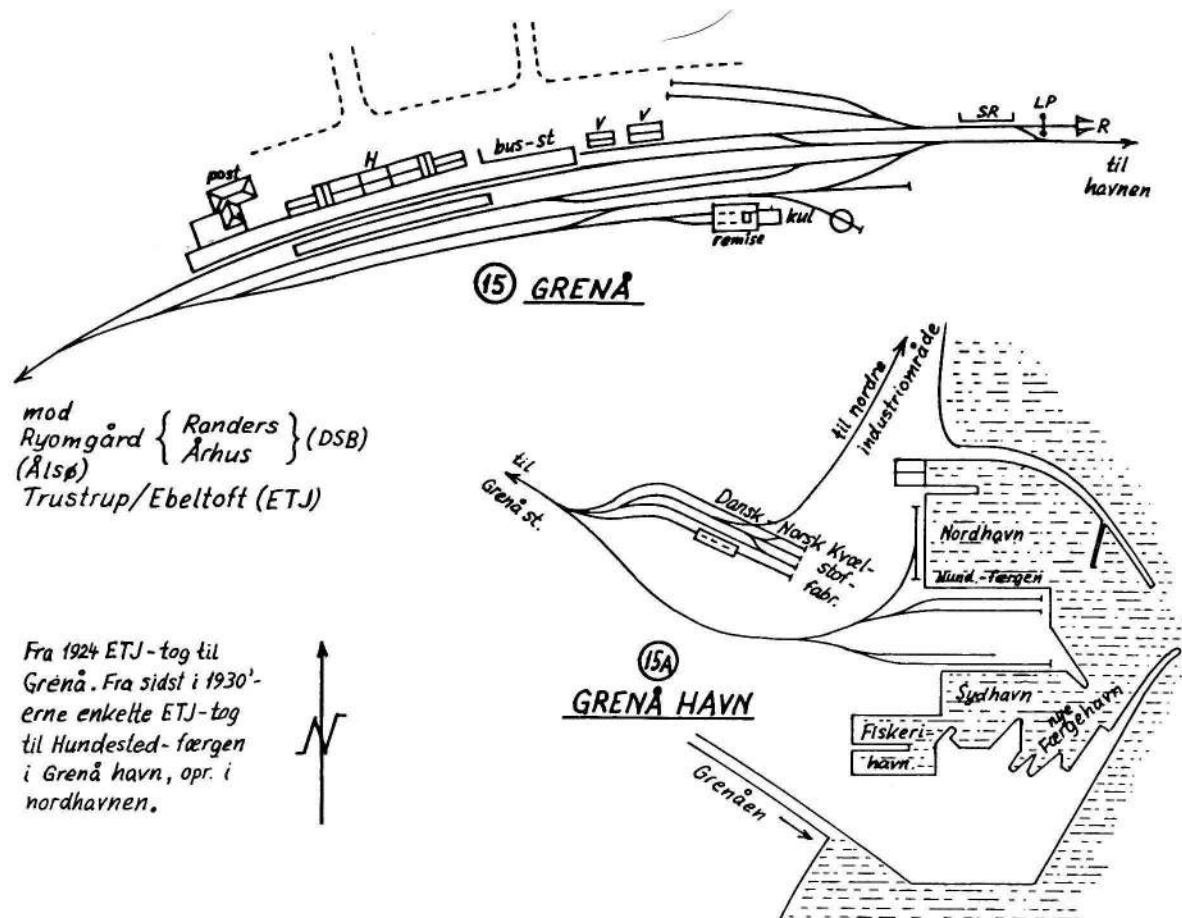 SR
LP
R
V
V
bus-st
H
post
til
havnen
kul
remise
15 GRENÅ
mod
Ryomgård { Randers
Århus } (DSB)
(Ålsø)
Trustrup/Ebeltoft (ETJ)
til nordre
industriområde
til
Grenå st.
Dansk-Norsk Kvæl-
stof-
fabr.
Nordhavn
Hund.-færgen
15A
GRENÅ HAVN
Sydhavn
nye
Færgehavn
Fiskeri-
havn.
Grenåen
Fra 1924 ETJ-tog til
Grenå. Fra sidst i 1930'-
erne enkelte ETJ-tog
til Hundested-færgen
i Grenå havn, opr. i
nordhavnen.
N